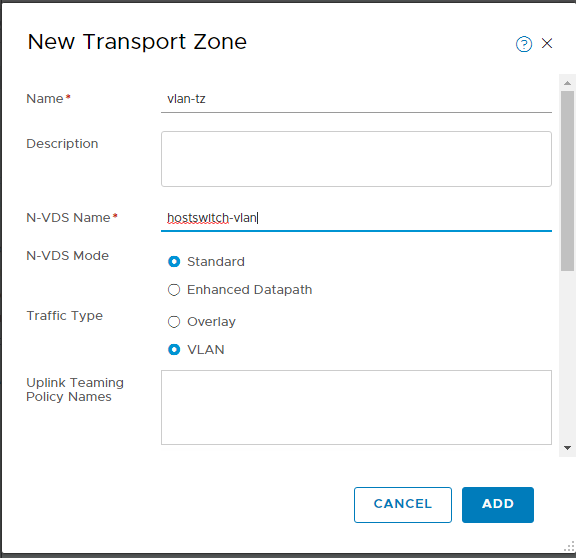 New Transport Zone
?
Name*
vlan-tz
Description
N-VDS Name*
hostswitch-vlan
N-VDS Mode
Standard
Enhanced Datapath
Traffic Type
Overlay
VLAN
Uplink Teaming
Policy Names
CANCEL
ADD